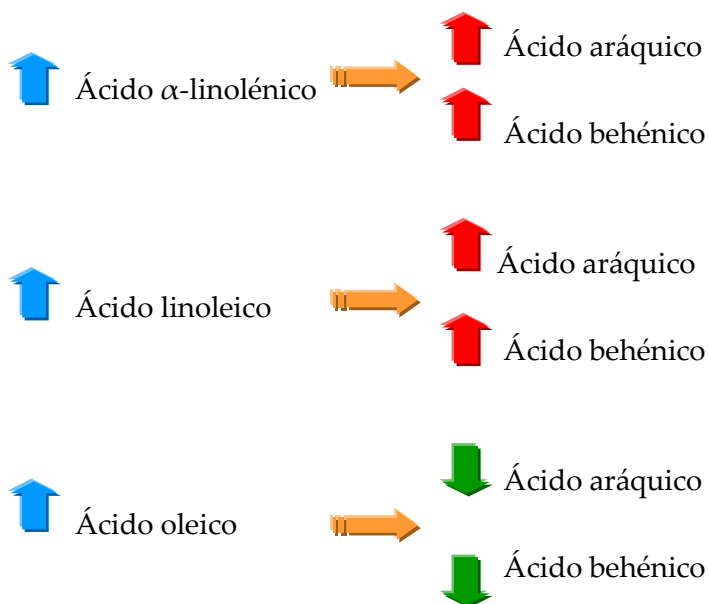 Ácido α-linolénico
Ácido aráquico
Ácido behénico
Ácido linoleico
Ácido aráquico
Ácido behénico
Ácido oleico
Ácido aráquico
Ácido behénico